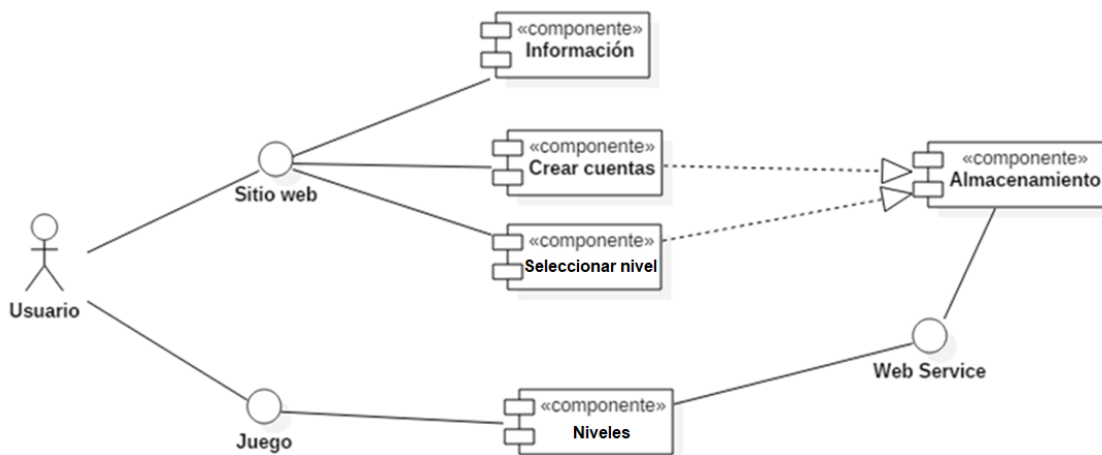 «componente»
Información
«componente»
Crear cuentas
«componente»
Almacenamiento
Sitio web
«componente»
Seleccionar nivel
Usuario
Web Service
«componente»
Niveles
Juego